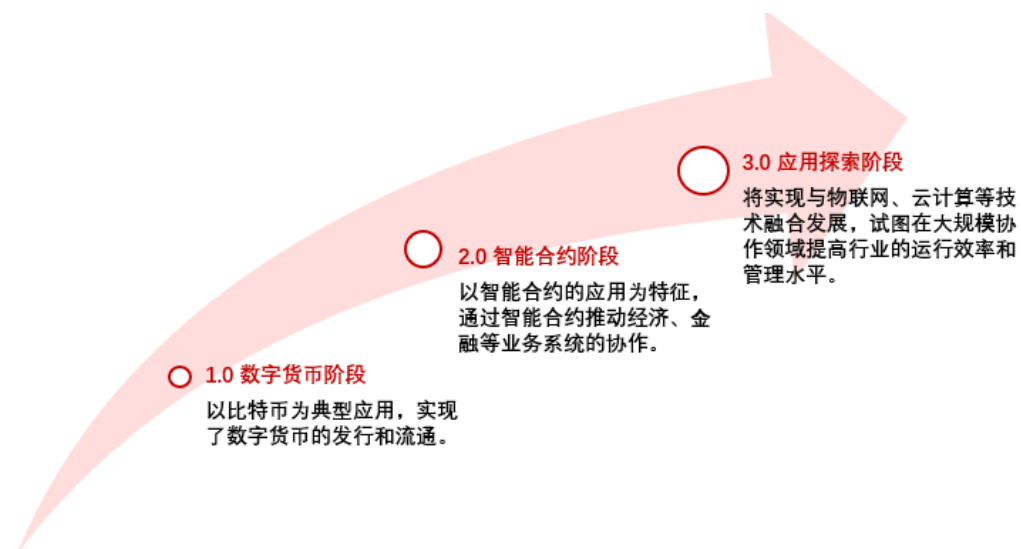 3.0 应用探索阶段
将实现与物联网、云计算等技
术融合发展，试图在大规模协
作领域提高行业的运行效率和
管理水平。
2.0 智能合约阶段
以智能合约的应用为特征，
通过智能合约推动经济、金
融等业务系统的协作。
1.0 数字货币阶段
以比特币为典型应用，实现
了数字货币的发行和流通。